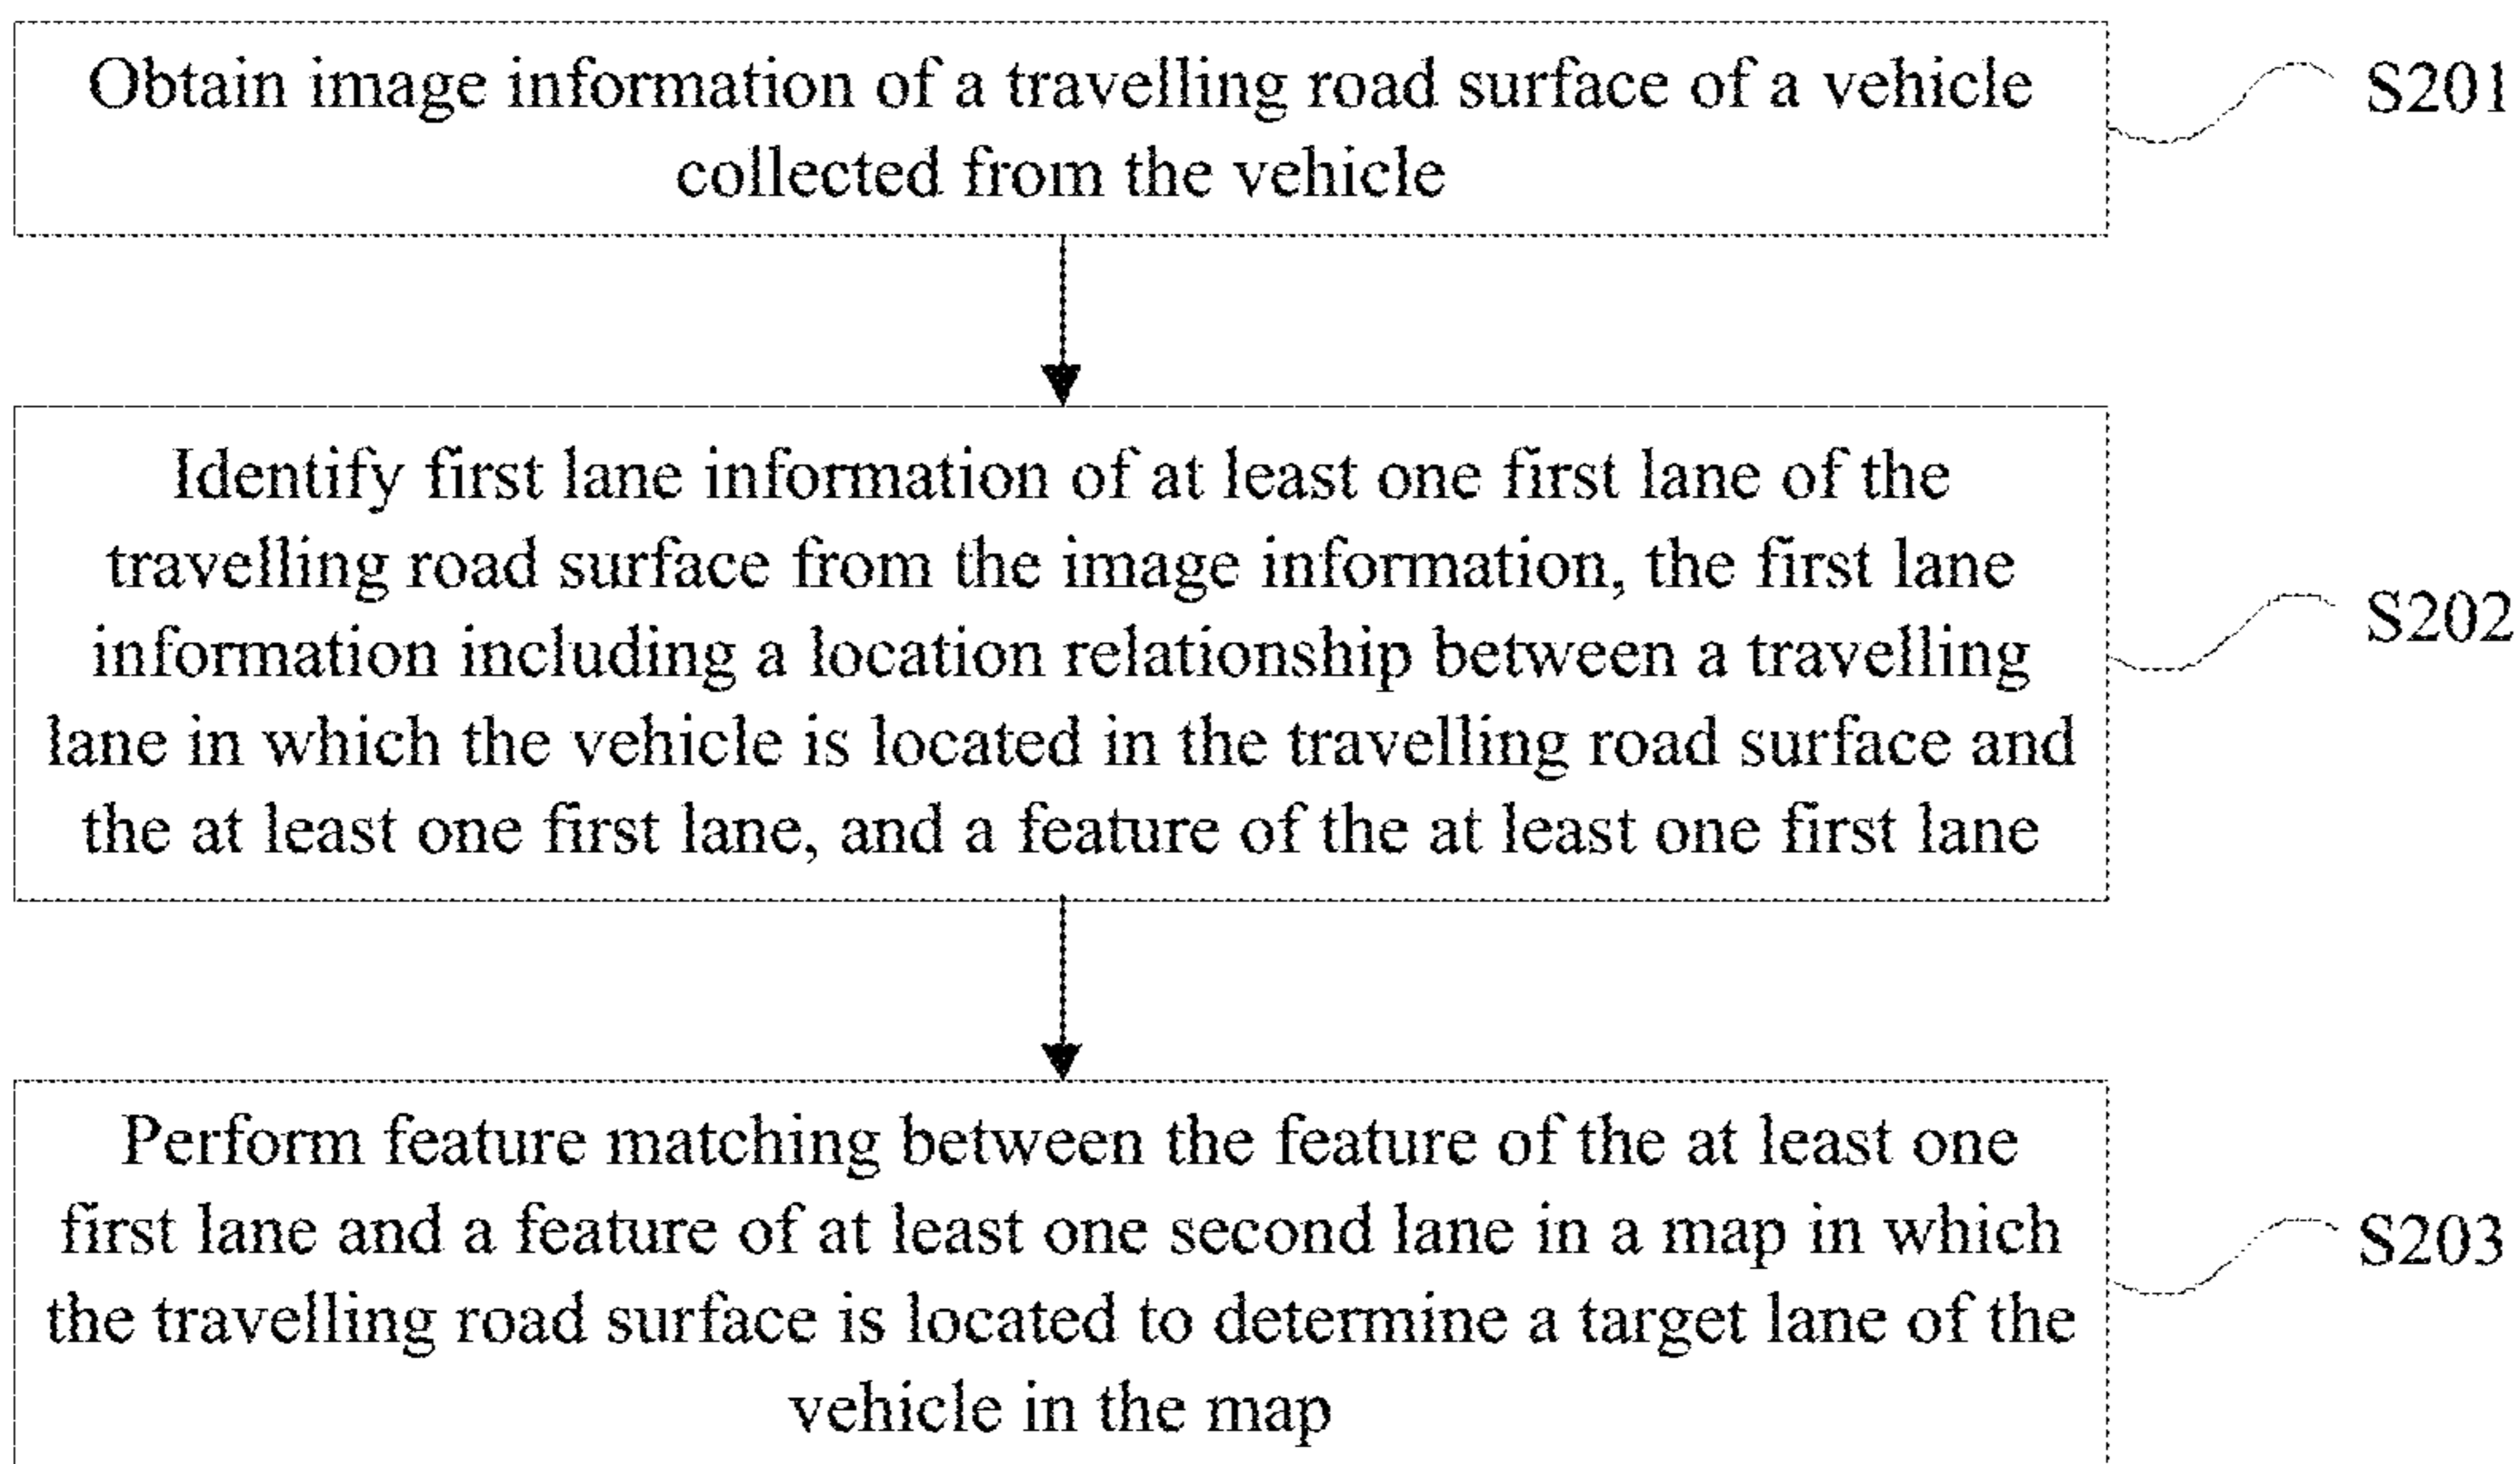 Obtain image information of a travelling road surface of a vehicle
collected from the vehicle
S201
Identify first lane information of at least one first lane of the
travelling road surface from the image information, the first lane
information including a location relationship between a travelling
lane in which the vehicle is located in the travelling road surface and
the at least one first lane, and a feature of the at least one first lane
S202
Perform feature matching between the feature of the at least one
first lane and a feature of at least one second lane in a map in which
the travelling road surface is located to determine a target lane of the
vehicle in the map
S203